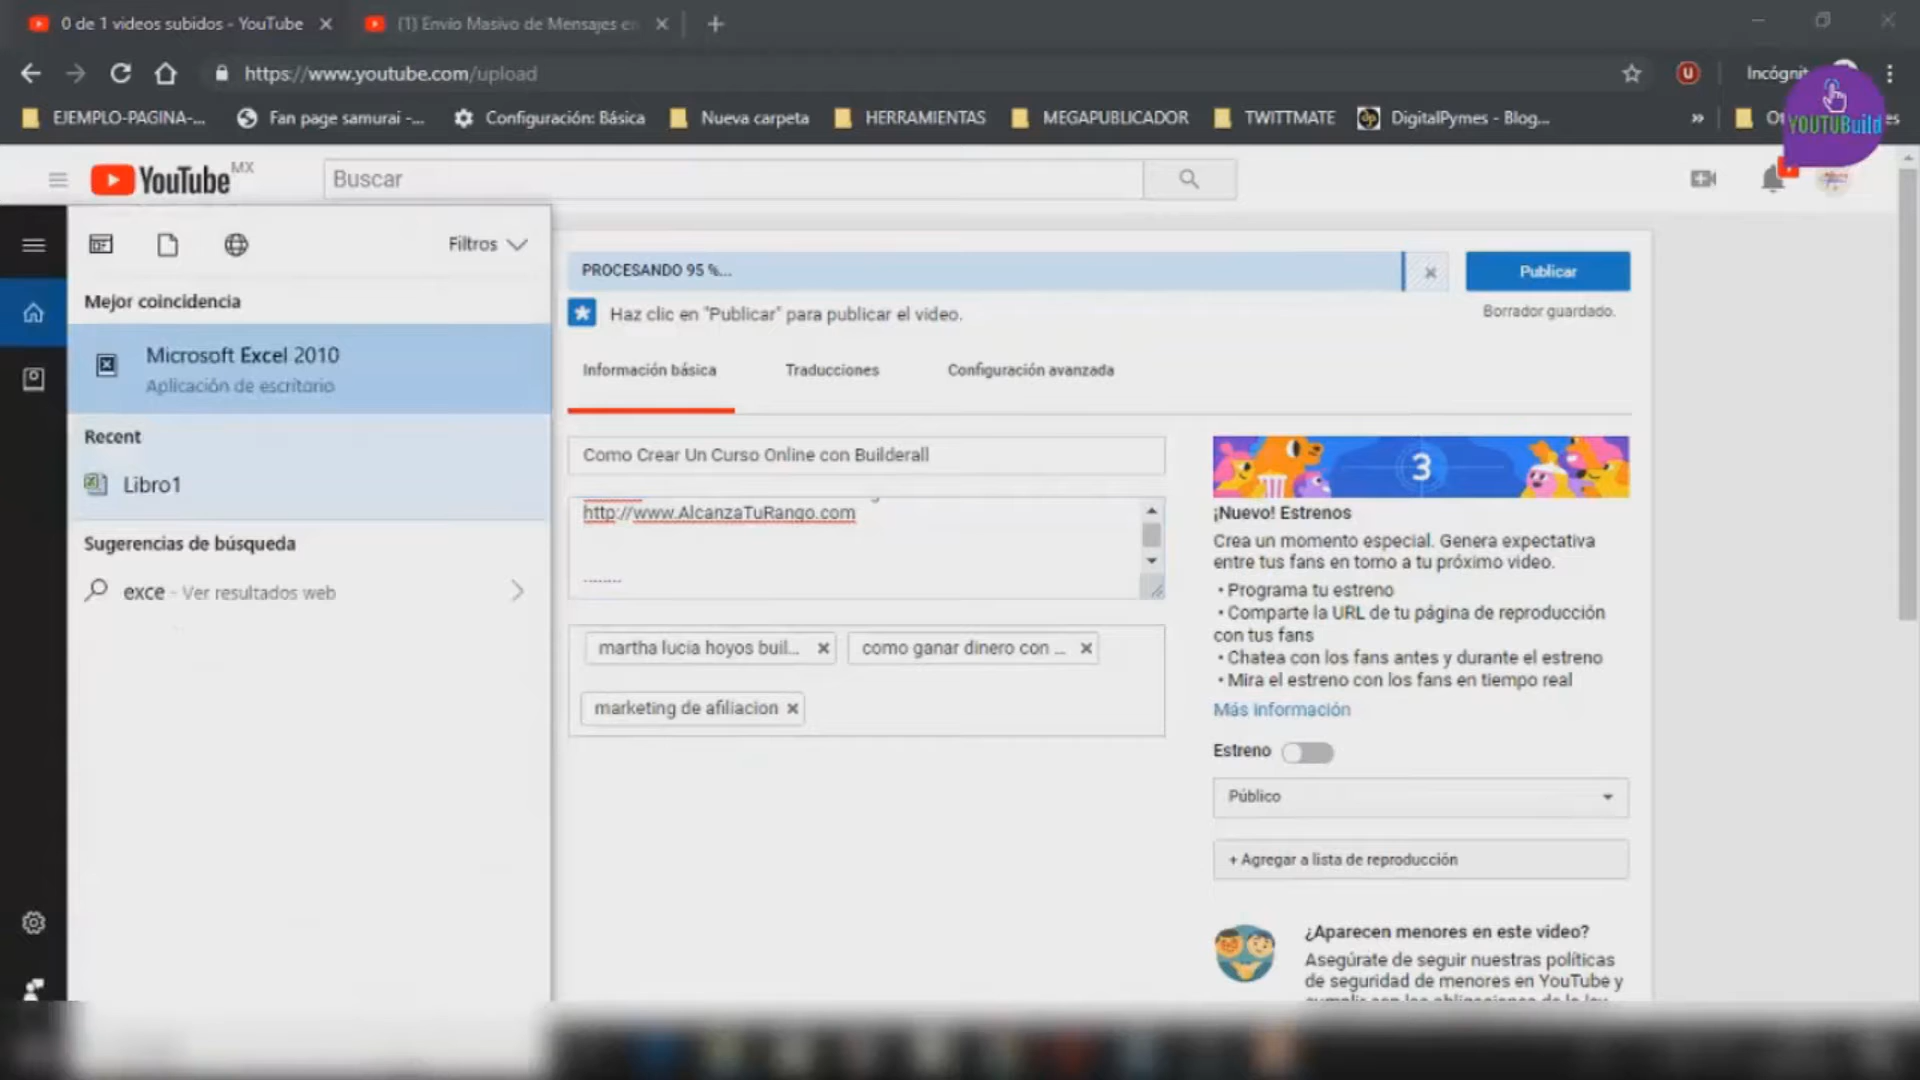 0 de 1 videos subidos - YouTube
(1) Envío Masivo de Mensajes en
https://www.youtube.com/upload
Incógnit
EJEMPLO-PAGINA-...
Fan page samurai -...
Configuración: Básica
Nueva carpeta
HERRAMIENTAS
MEGAPUBLICADOR
TWITTMATE
DigitalPymes - Blog...
»
YOUTUBuild
YouTube MX
Buscar
Filtros
Mejor coincidencia
Microsoft Excel 2010
Aplicación de escritorio
Recent
Libro1
Sugerencias de búsqueda
exce - Ver resultados web
PROCESANDO 95 %...
Publicar
Haz clic en "Publicar" para publicar el video.
Borrador guardado.
Información básica
Traducciones
Configuración avanzada
Como Crear Un Curso Online con Builderall
http://www.AlcanzaTuRango.com
-------
martha lucia hoyos buil...
como ganar dinero con ...
marketing de afiliacion
3
¡Nuevo! Estrenos
Crea un momento especial. Genera expectativa
entre tus fans en torno a tu próximo video.
• Programa tu estreno
• Comparte la URL de tu página de reproducción
con tus fans
• Chatea con los fans antes y durante el estreno
• Mira el estreno con los fans en tiempo real
Más información
Estreno
Público
+ Agregar a lista de reproducción
¿Aparecen menores en este video?
Asegúrate de seguir nuestras políticas
de seguridad de menores en YouTube y